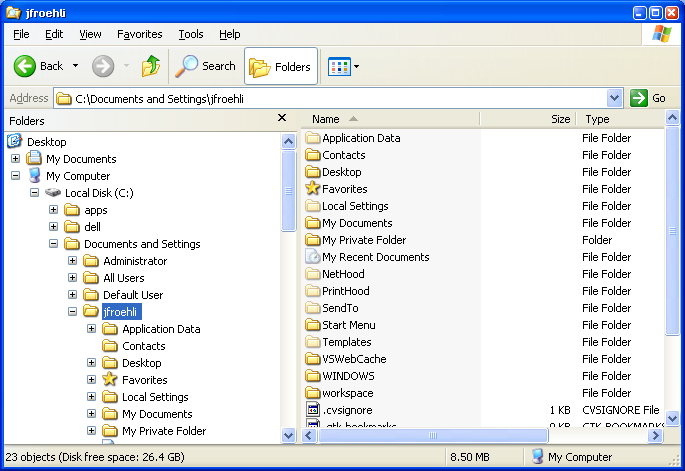 jfroehli
File Edit View Favorites Tools Help
Back Search Folders
Address C:\Documents and Settings\jfroehli Go
Folders
Desktop
My Documents
My Computer
Local Disk (C:)
apps
dell
Documents and Settings
Administrator
All Users
Default User
jfroehli
Application Data
Contacts
Desktop
Favorites
Local Settings
My Documents
My Private Folder
Name Size Type
Application Data File Folder
Contacts File Folder
Desktop File Folder
Favorites File Folder
Local Settings File Folder
My Documents File Folder
My Private Folder Folder
My Recent Documents File Folder
NetHood File Folder
PrintHood File Folder
SendTo File Folder
Start Menu File Folder
Templates File Folder
VSWebCache File Folder
WINDOWS File Folder
workspace File Folder
.cvsignore 1 KB CVSIGNORE File
.gtk-bookmarks 0 KB GTK-BOOKMARKS
23 objects (Disk free space: 26.4 GB) 8.50 MB My Computer